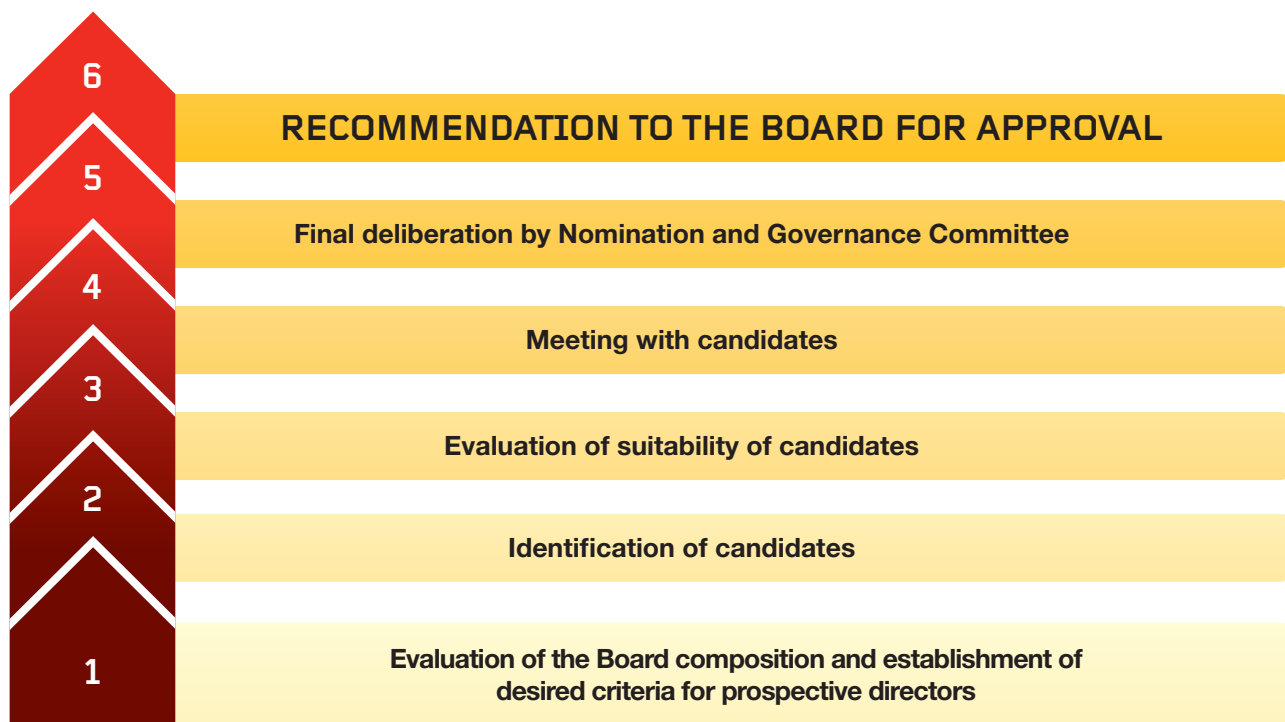 6
RECOMMENDATION TO THE BOARD FOR APPROVAL
5
Final deliberation by Nomination and Governance Committee
4
Meeting with candidates
3
Evaluation of suitability of candidates
2
Identification of candidates
1
Evaluation of the Board composition and establishment of
desired criteria for prospective directors